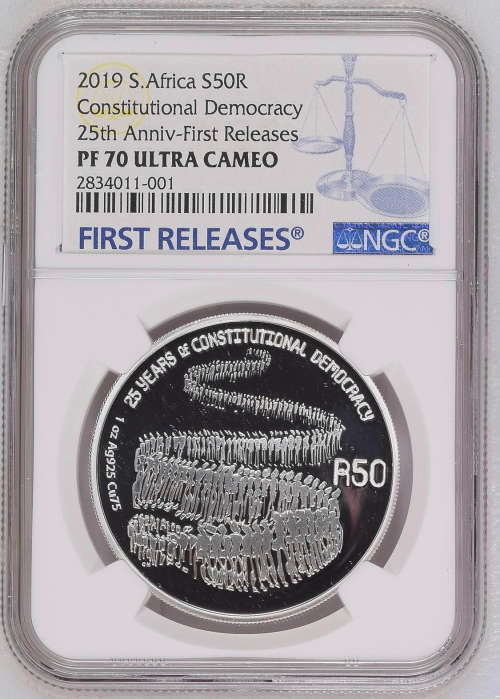 2019 S.Africa S50R
Constitutional Democracy
25th Anniv-First Releases
PF 70 ULTRA CAMEO
2834011-001
FIRST RELEASES®
NGC®
25 YEARS of CONSTITUTIONAL DEMOCRACY
R50
1 oz Ag925 Cu75